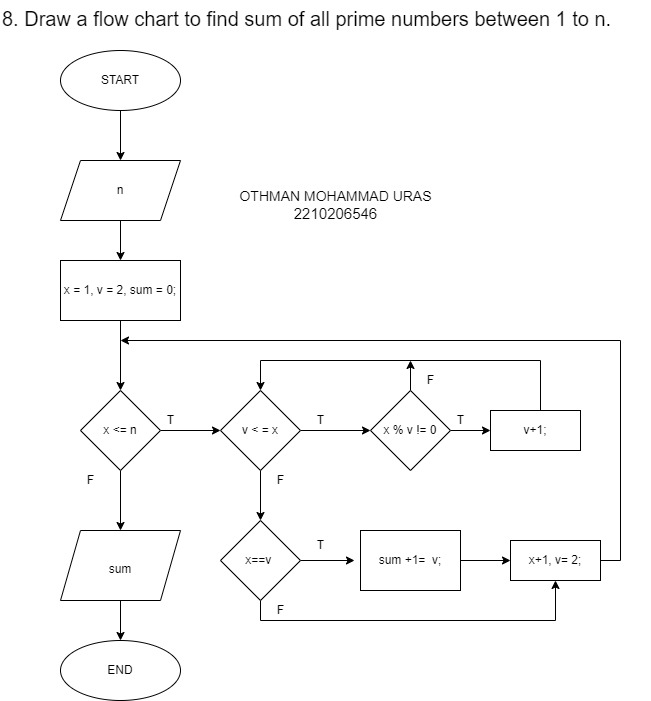 8. Draw a flow chart to find sum of all prime numbers between 1 to n.
START
n
OTHMAN MOHAMMAD URAS
2210206546
x = 1, v = 2, sum = 0;
F
x <= n
T
v < = x
T
x % v != 0
T
v+1;
F
F
x==v
T
sum +1= v;
x+1, v= 2;
sum
F
END